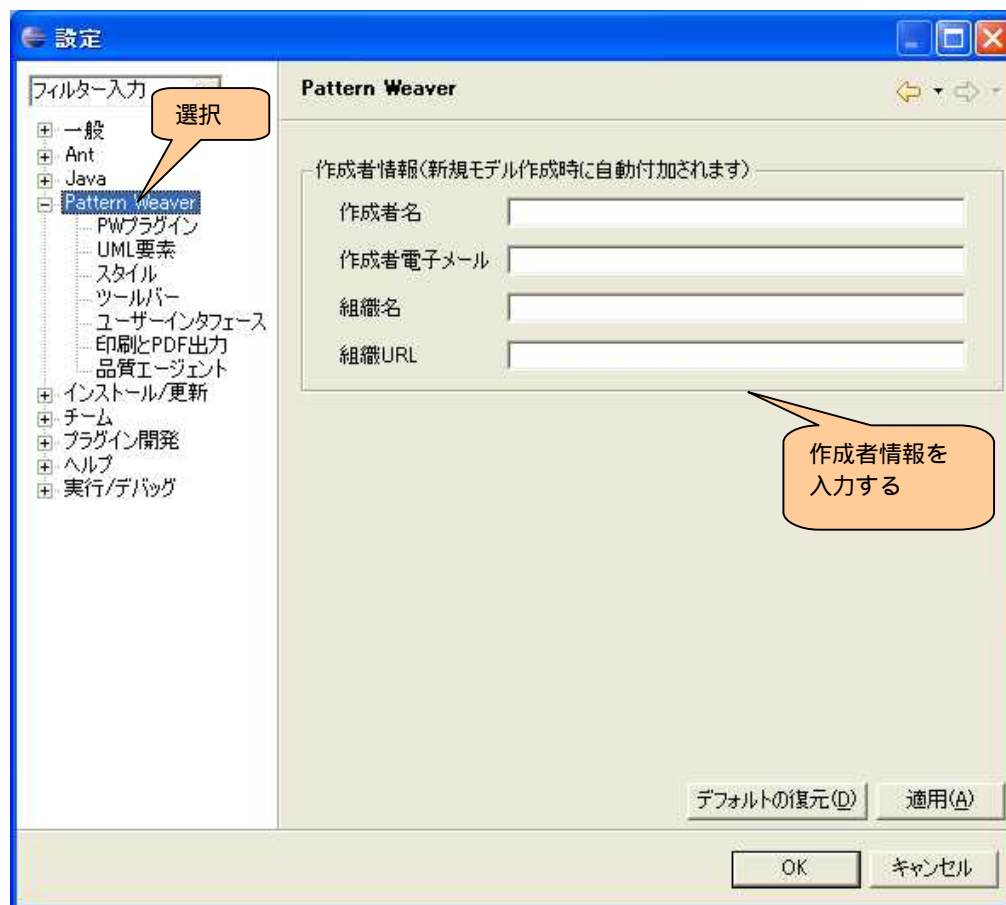 設定
フィルター入力
選択
一般
Ant
Java
Pattern Weaver
PWプラグイン
UML要素
スタイル
ツールバー
ユーザーインタフェース
印刷とPDF出力
品質エージェント
インストール/更新
チーム
プラグイン開発
ヘルプ
実行/デバッグ
Pattern Weaver
作成者情報(新規モデル作成時に自動付加されます)
作成者名
作成者電子メール
組織名
組織URL
作成者情報を
入力する
デフォルトの復元(D)
適用(A)
OK
キャンセル